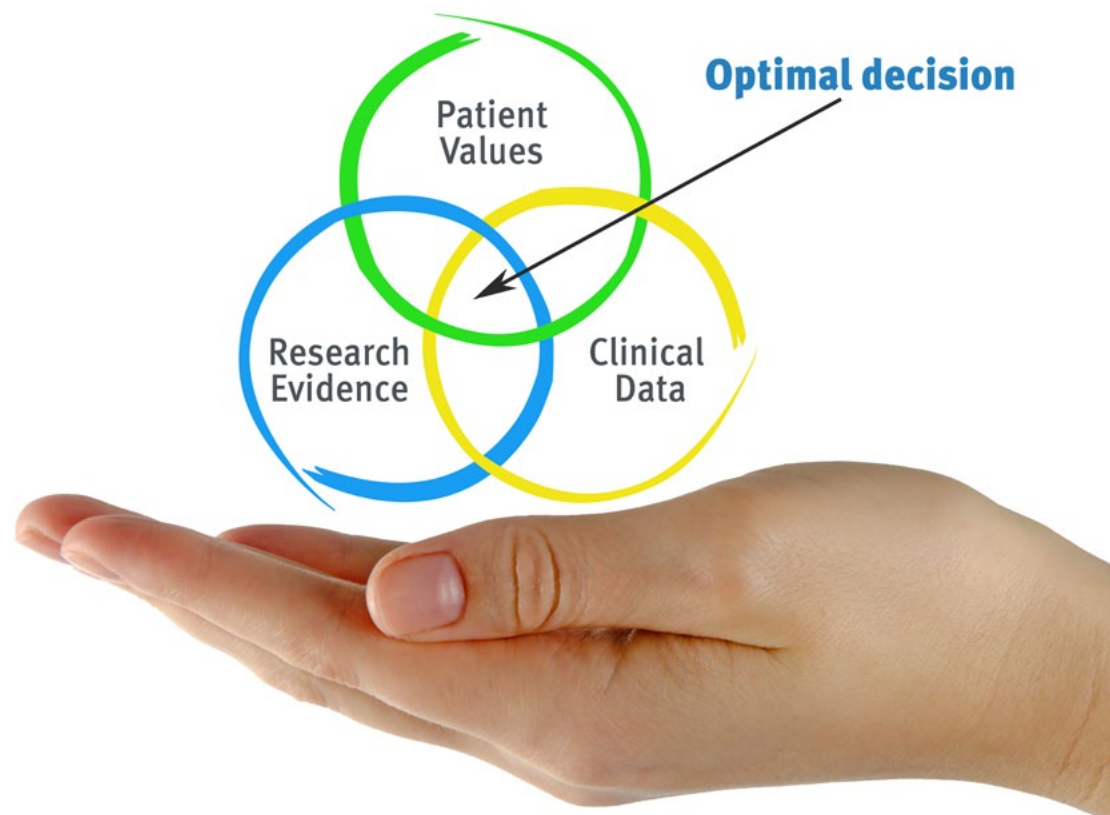 Optimal decision
Patient
Values
Research
Evidence
Clinical
Data